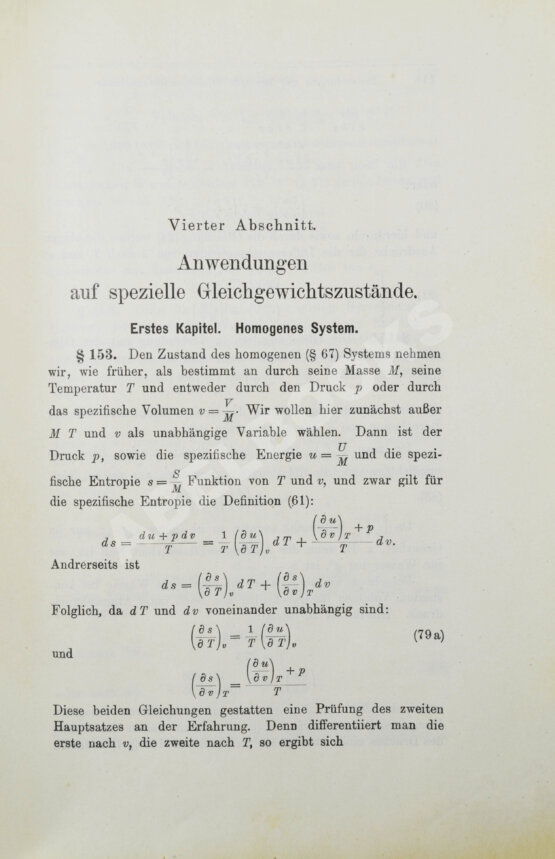 Vierter Abschnitt.
Anwendungen
auf spezielle Gleichgewichtszustände.
Erstes Kapitel. Homogenes System.
§ 153. Den Zustand des homogenen (§ 67) Systems nehmen
wir, wie früher, als bestimmt an durch seine Masse M, seine
Temperatur T und entweder durch den Druck p oder durch
das spezifische Volumen v = V/M. Wir wollen hier zunächst außer
M T und v als unabhängige Variable wählen. Dann ist der
Druck p, sowie die spezifische Energie u = U/M und die spezi-
fische Entropie s = S/M Funktion von T und v, und zwar gilt für
die spezifische Entropie die Definition (61):
ds = (du + p dv)/T = 1/T (∂u/∂T)_v dT + ((∂u/∂v)_T + p)/T dv.
Andrerseits ist
ds = (∂s/∂T)_v dT + (∂s/∂v)_T dv
Folglich, da dT und dv voneinander unabhängig sind:
(∂s/∂T)_v = 1/T (∂u/∂T)_v (79a)
und
(∂s/∂v)_T = ((∂u/∂v)_T + p)/T
Diese beiden Gleichungen gestatten eine Prüfung des zweiten
Hauptsatzes an der Erfahrung. Denn differentiiert man die
erste nach v, die zweite nach T, so ergibt sich